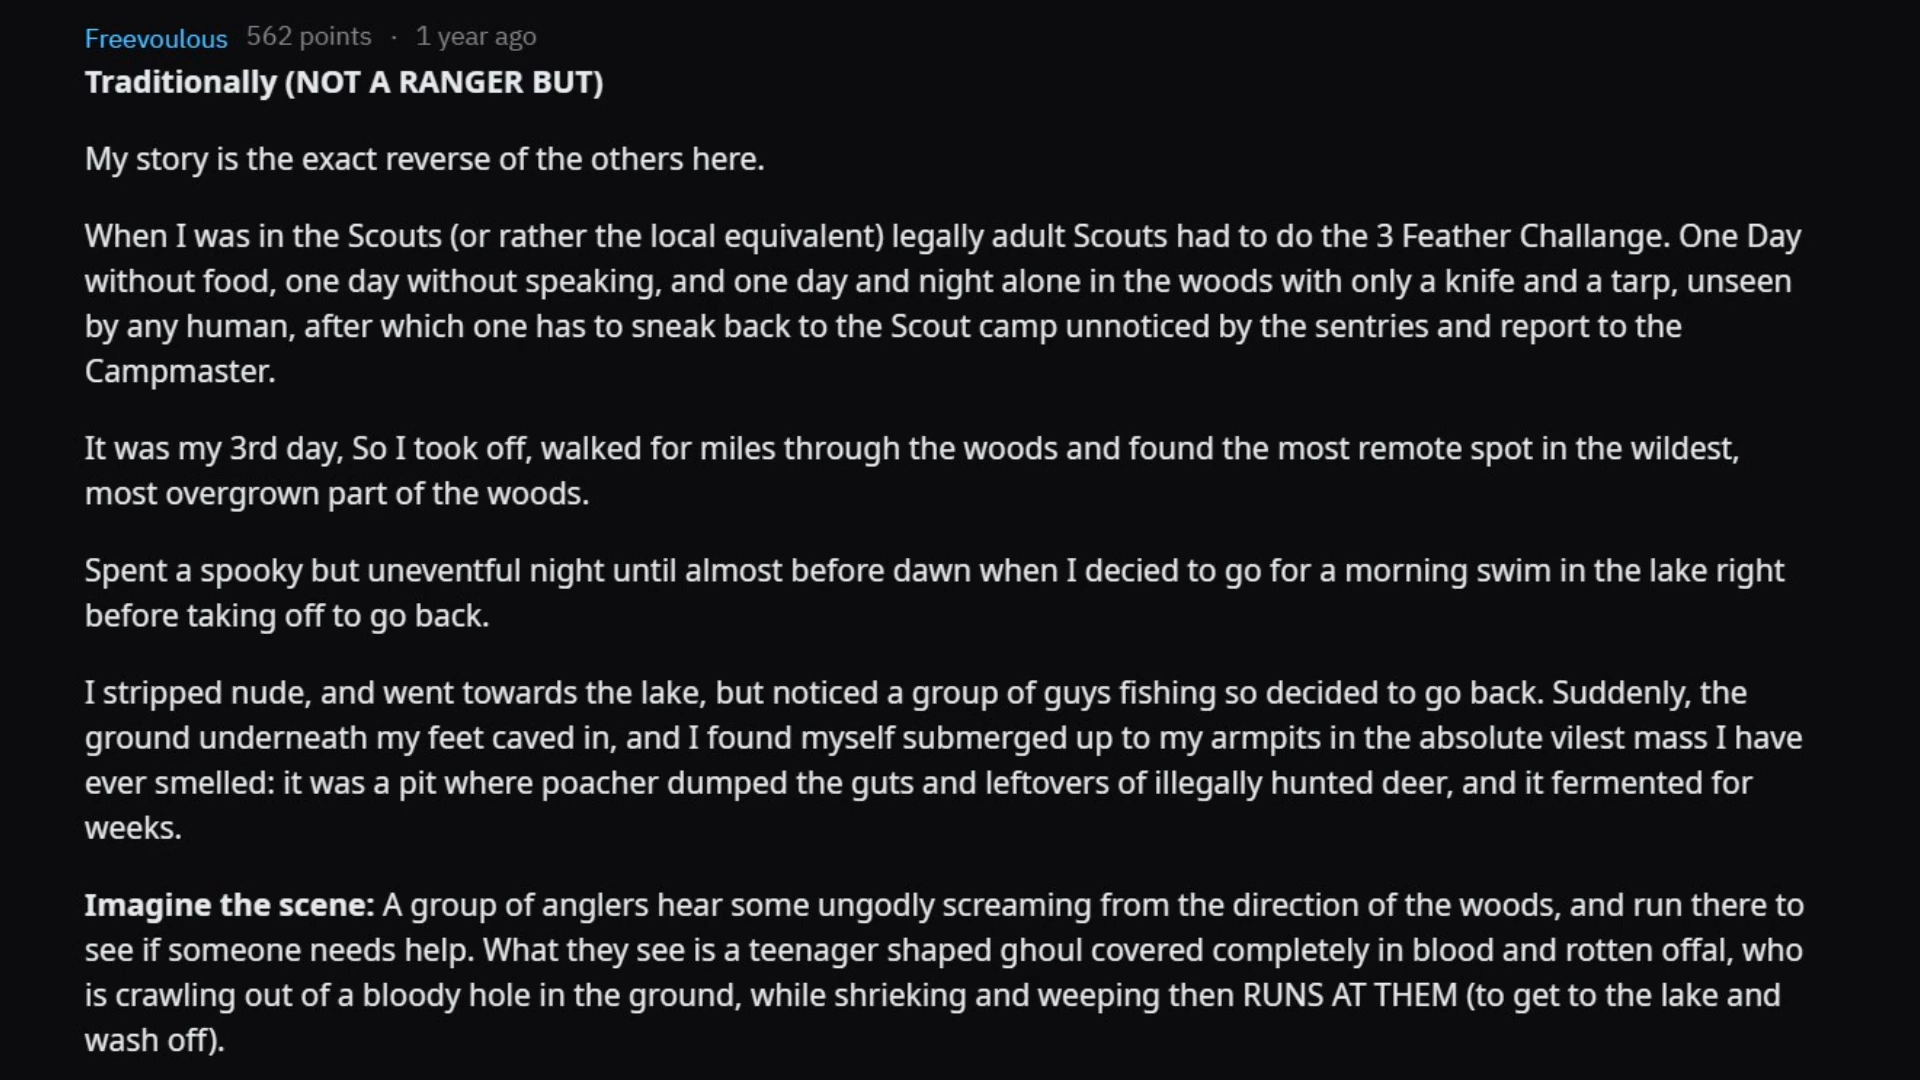 Freevoulous 562 points · 1 year ago
Traditionally (NOT A RANGER BUT)
My story is the exact reverse of the others here.
When I was in the Scouts (or rather the local equivalent) legally adult Scouts had to do the 3 Feather Challange. One Day
without food, one day without speaking, and one day and night alone in the woods with only a knife and a tarp, unseen
by any human, after which one has to sneak back to the Scout camp unnoticed by the sentries and report to the
Campmaster.
It was my 3rd day, So I took off, walked for miles through the woods and found the most remote spot in the wildest,
most overgrown part of the woods.
Spent a spooky but uneventful night until almost before dawn when I decied to go for a morning swim in the lake right
before taking off to go back.
I stripped nude, and went towards the lake, but noticed a group of guys fishing so decided to go back. Suddenly, the
ground underneath my feet caved in, and I found myself submerged up to my armpits in the absolute vilest mass I have
ever smelled: it was a pit where poacher dumped the guts and leftovers of illegally hunted deer, and it fermented for
weeks.
Imagine the scene: A group of anglers hear some ungodly screaming from the direction of the woods, and run there to
see if someone needs help. What they see is a teenager shaped ghoul covered completely in blood and rotten offal, who
is crawling out of a bloody hole in the ground, while shrieking and weeping then RUNS AT THEM (to get to the lake and
wash off).